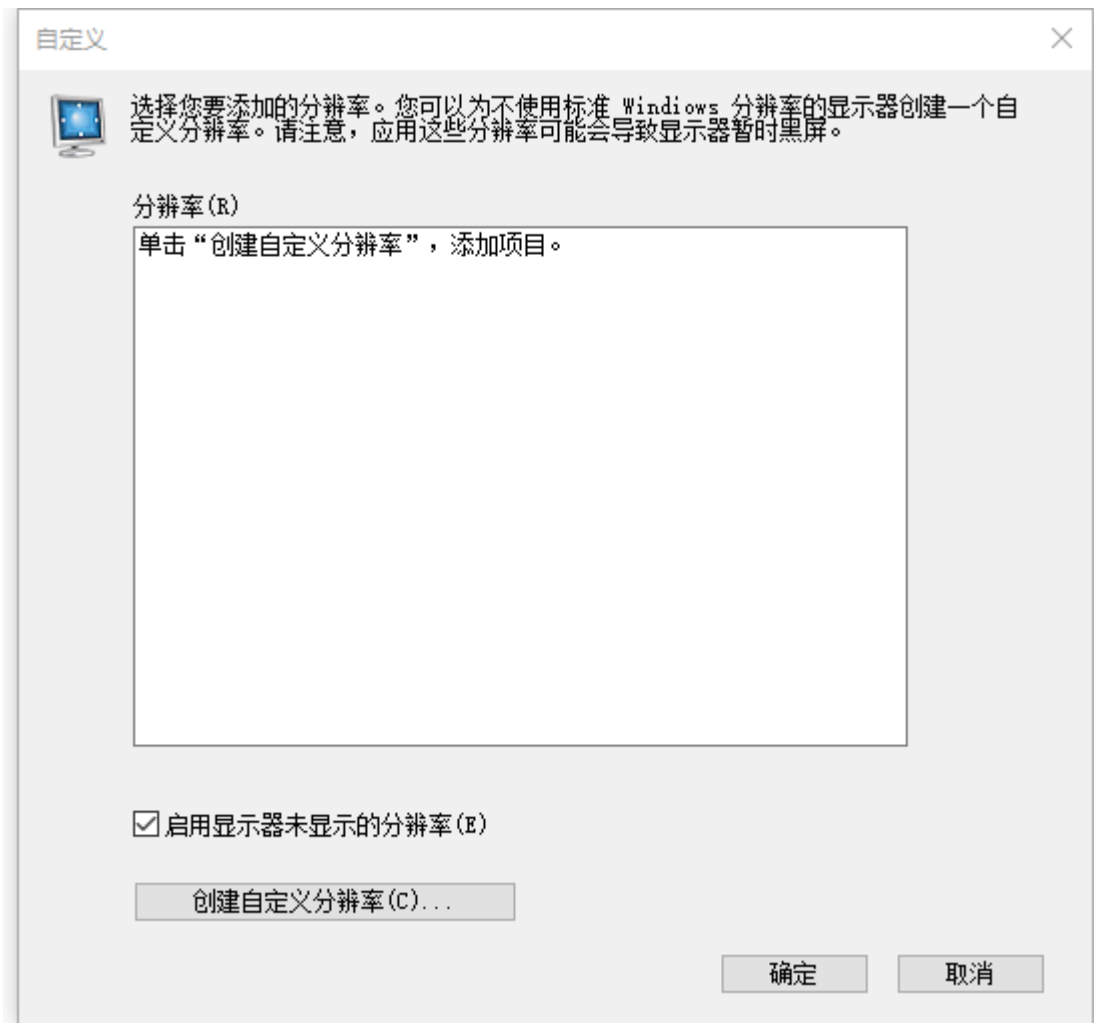 自定义
选择您要添加的分辨率。您可以为不使用标准 Windiows 分辨率的显示器创建一个自
定义分辨率。请注意，应用这些分辨率可能会导致显示器暂时黑屏。
分辨率(R)
单击“创建自定义分辨率”，添加项目。
启用显示器未显示的分辨率(E)
创建自定义分辨率(C)...
确定
取消